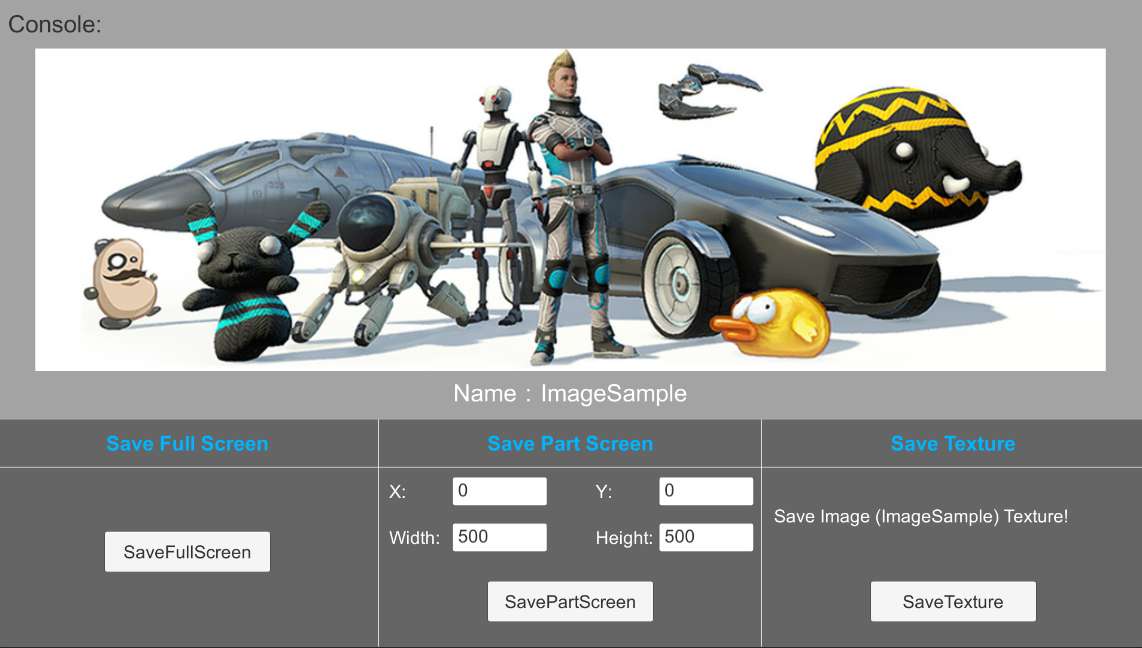 Console:
Name : ImageSample
Save Full Screen
SaveFullScreen
Save Part Screen
X: 0 Y: 0
Width: 500 Height: 500
SavePartScreen
Save Texture
Save Image (ImageSample) Texture!
SaveTexture